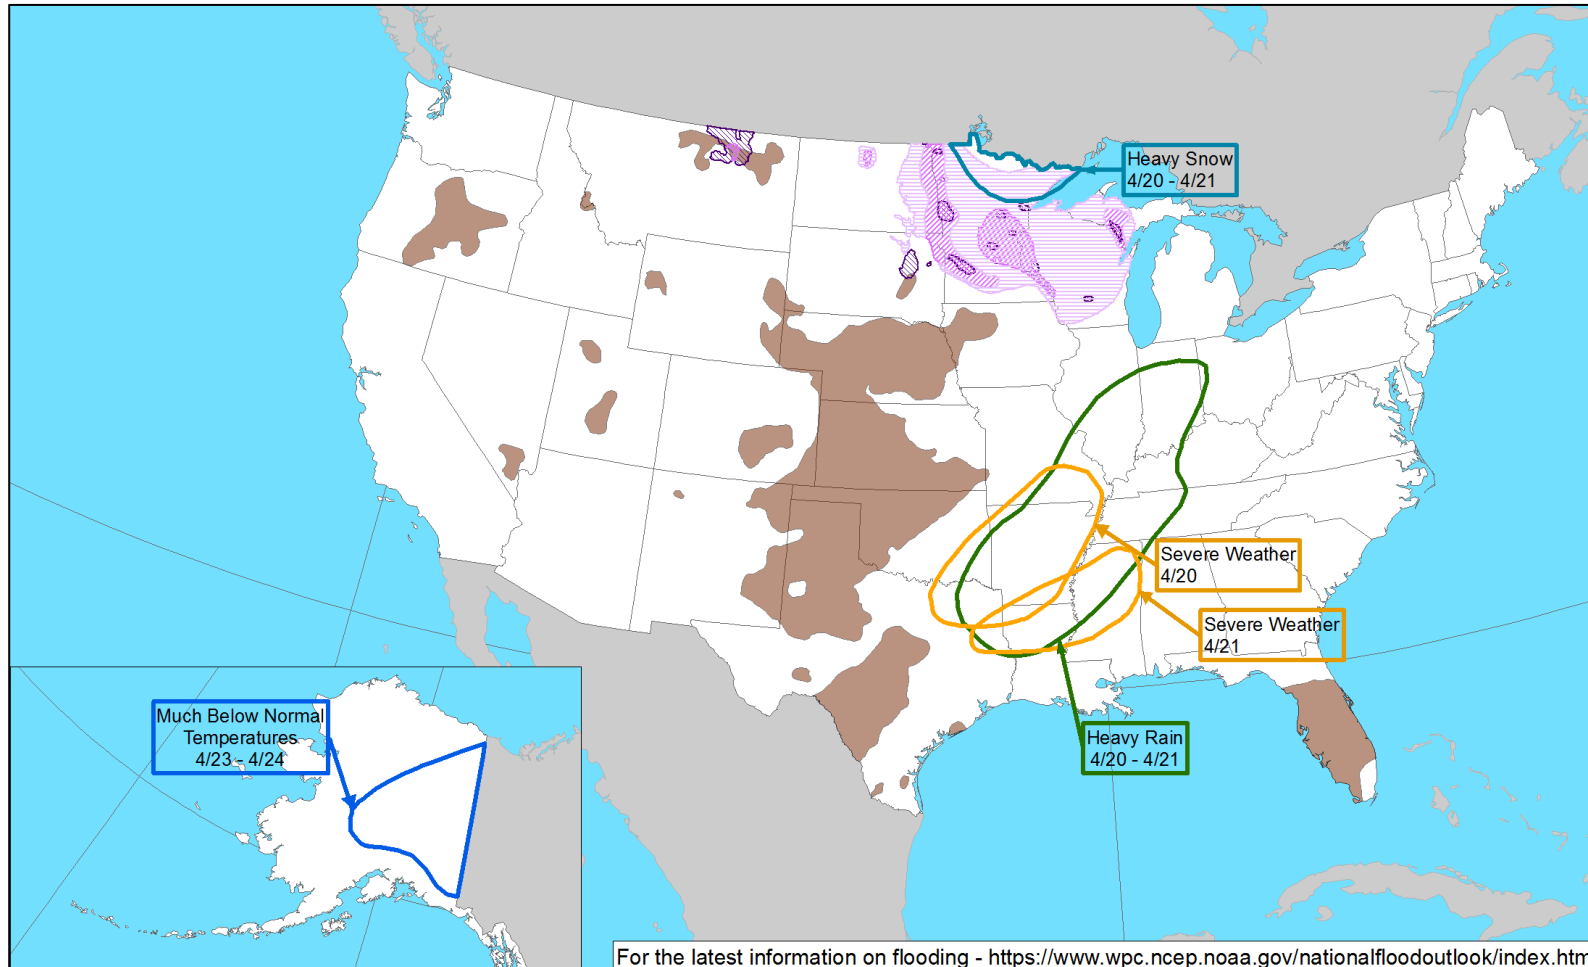 Heavy Snow
4/20 - 4/21
Severe Weather
4/20
Severe Weather
4/21
Much Below Normal
Temperatures
4/23 - 4/24
Heavy Rain
4/20 - 4/21
For the latest information on flooding - https://www.wpc.ncep.noaa.gov/nationalfloodoutlook/index.htm